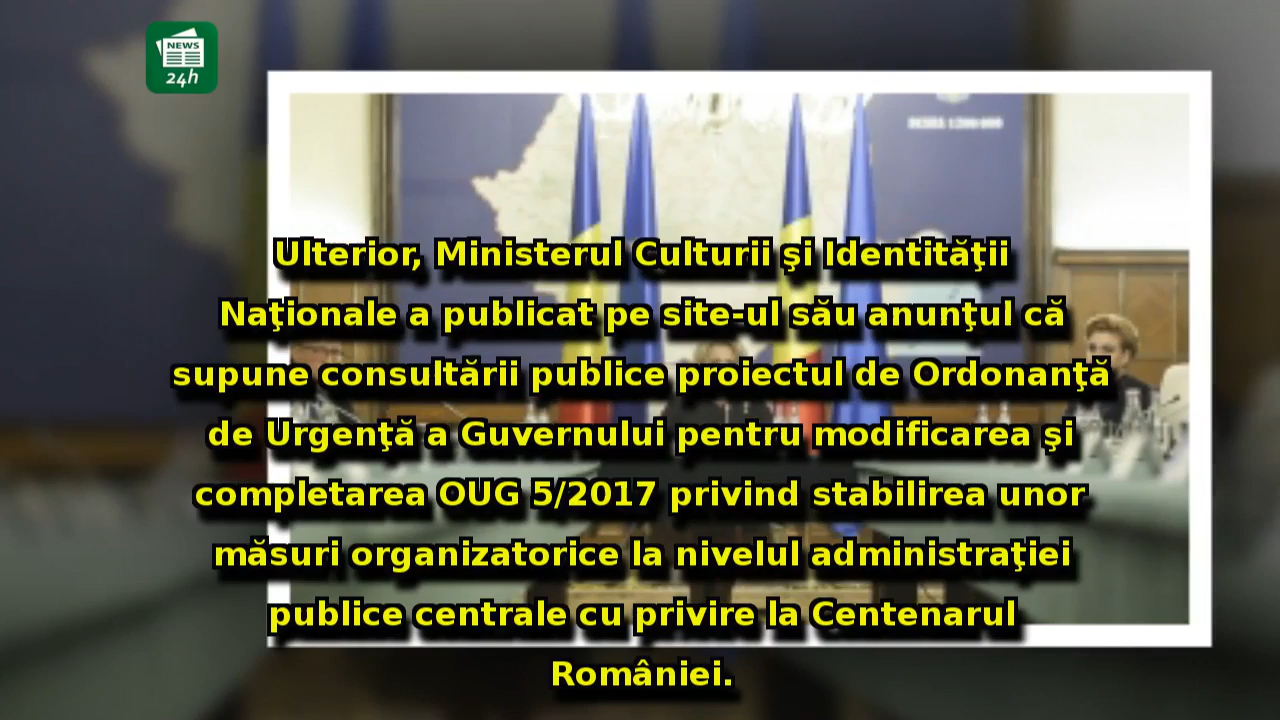 NEWS
24h
Ulterior, Ministerul Culturii şi Identităţii
Naţionale a publicat pe site-ul său anunţul că
supune consultării publice proiectul de Ordonanţă
de Urgenţă a Guvernului pentru modificarea şi
completarea OUG 5/2017 privind stabilirea unor
măsuri organizatorice la nivelul administraţiei
publice centrale cu privire la Centenarul
României.